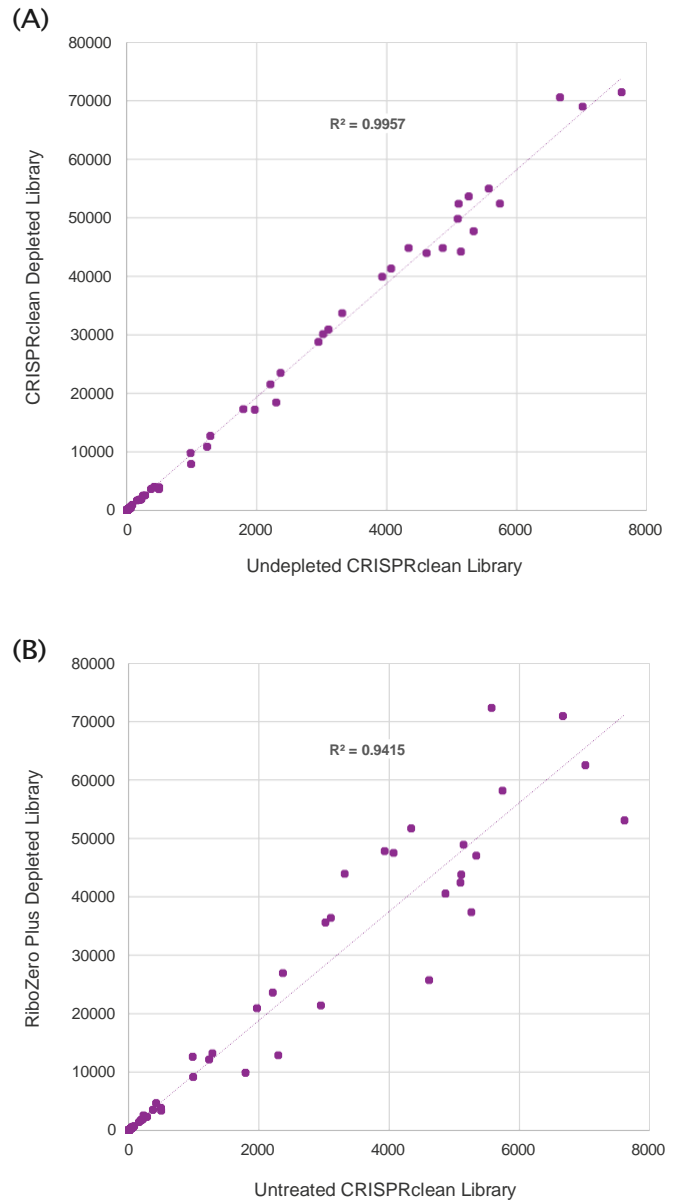 (A)
80000
70000
R² = 0.9957
60000
50000
40000
30000
20000
10000
0
0 2000 4000 6000 8000
CRISPRclean Depleted Library
Undepleted CRISPRclean Library
(B)
80000
70000
R² = 0.9415
60000
50000
40000
30000
20000
10000
0
0 2000 4000 6000 8000
RiboZero Plus Depleted Library
Untreated CRISPRclean Library